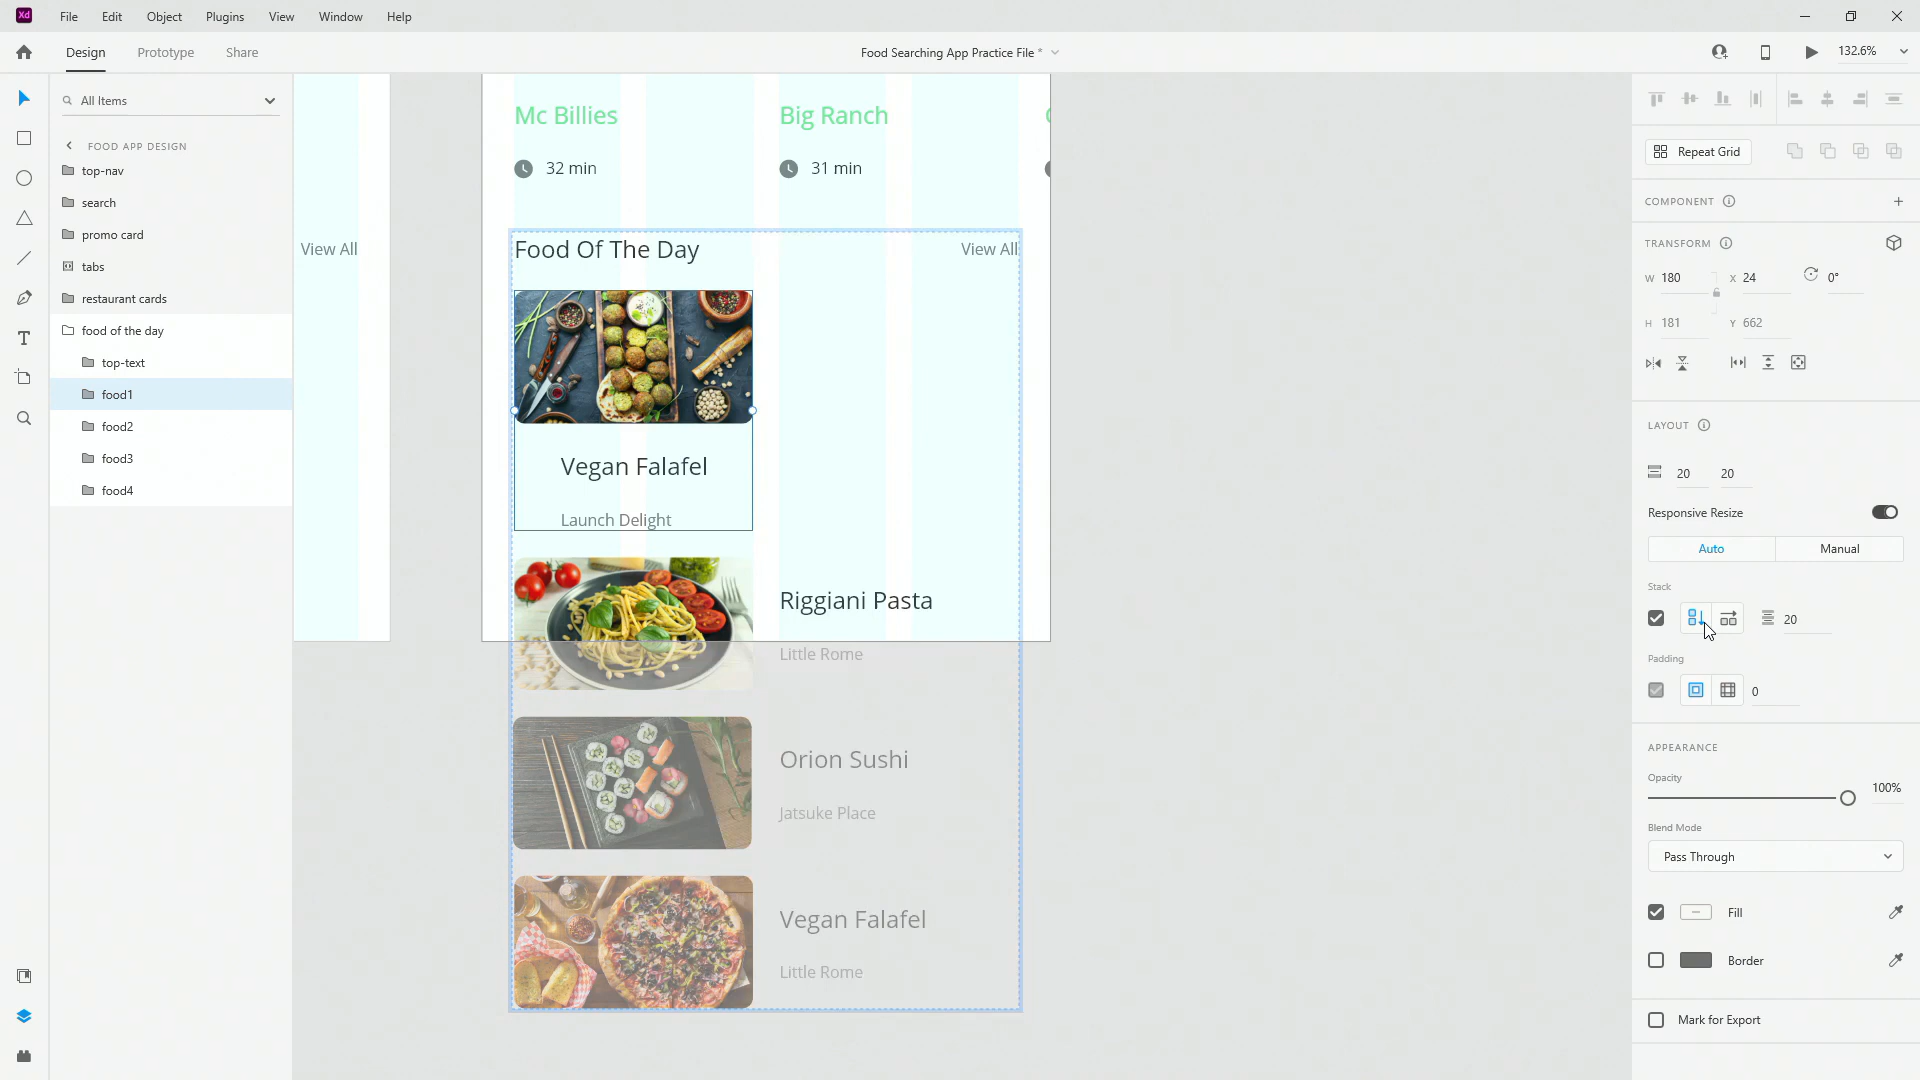 Xd File Edit Object Plugins View Window Help
Design Prototype Share
Food Searching App Practice File *
132.6%
All Items
FOOD APP DESIGN
top-nav
search
promo card
tabs
restaurant cards
food of the day
top-text
food1
food2
food3
food4
View All
Mc Billies
32 min
Big Ranch
31 min
Food Of The Day
View All
Vegan Falafel
Launch Delight
Riggiani Pasta
Little Rome
Orion Sushi
Jatsuke Place
Vegan Falafel
Little Rome
Repeat Grid
COMPONENT
TRANSFORM
W 180 X 24 0°
H 181 Y 662
LAYOUT
20 20
Responsive Resize
Auto Manual
Stack
20
Padding
0
APPEARANCE
Opacity
100%
Blend Mode
Pass Through
Fill
Border
Mark for Export